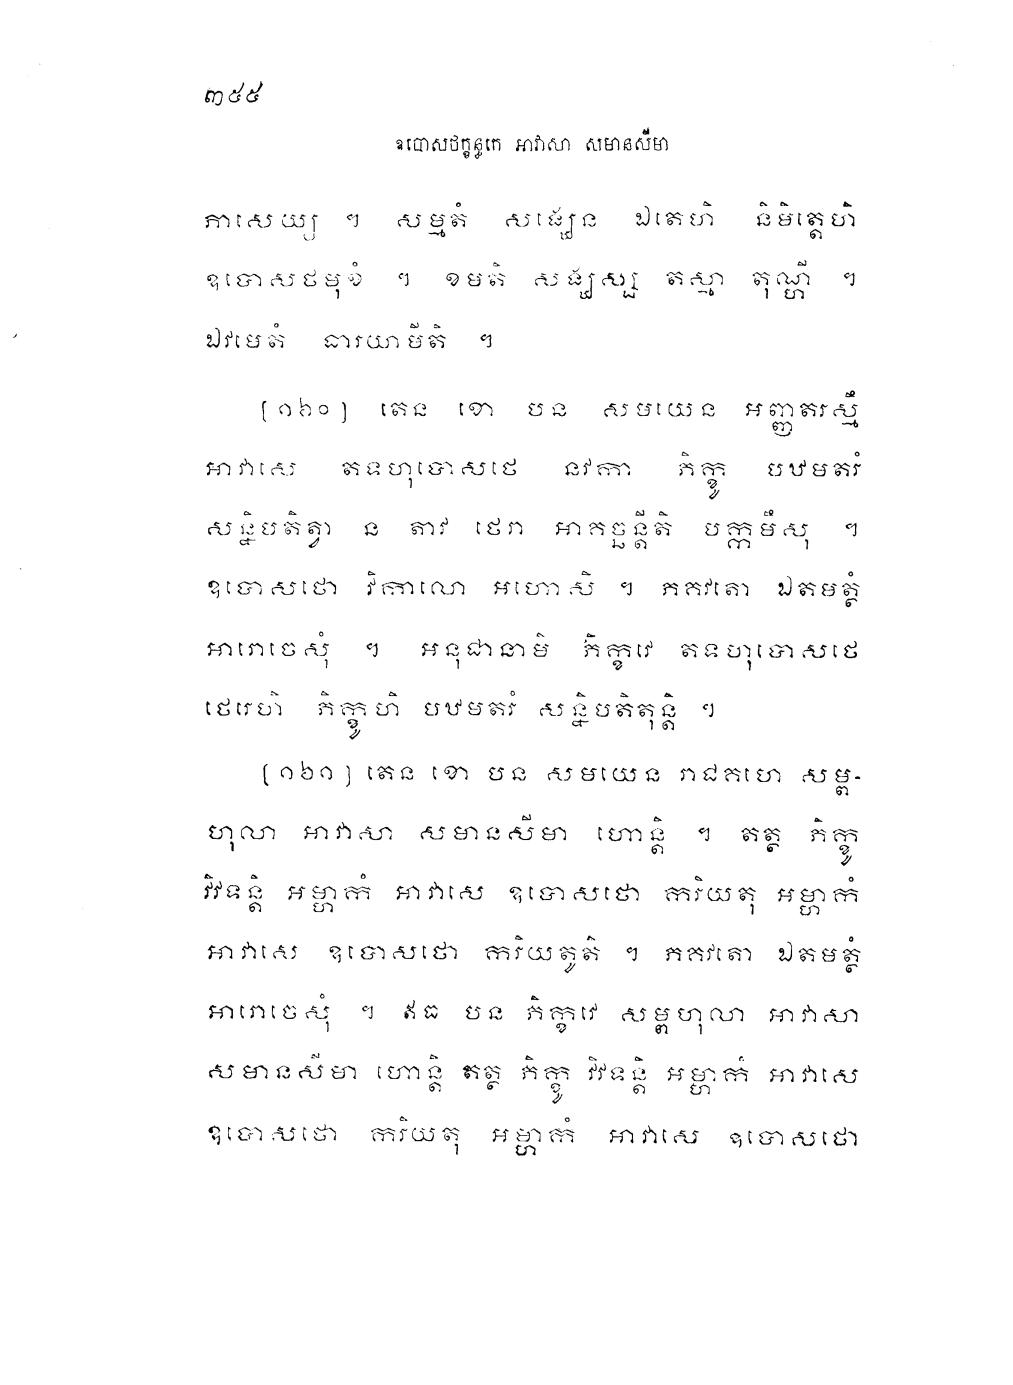 ៣៥៥
ឧបោសថក្ខន្ធកេ អាវាសា សមានសីមា
ភាសេយ្យ ។ សម្មតំ សង្ឃេន ឯតេហិ និមិត្តេហិ
ឧបោសថមុខំ ។ ខមតិ សង្ឃស្ស តស្មា តុណ្ហី ។
ឯវមេតំ ធារយាមីតិ ។
(១៦០) តេន ខោ បន សមយេន អញ្ញតរស្មឹ
អាវាសេ តទហុបោសថេ នវកា ភិក្ខូ បឋមតរំ
សន្និបតិត្វា ន តាវ ថេរា អាគច្ឆន្តីតិ បក្កមឹសុ ។
ឧបោសថោ វិកាលោ អហោសិ ។ ភគវតោ ឯតមត្ថំ
អារោចេសុំ ។ អនុជានាមិ ភិក្ខវេ តទហុបោសថេ
ថេរេហិ ភិក្ខូហិ បឋមតរំ សន្និបតិតុន្តិ ។
(១៦១) តេន ខោ បន សមយេន រាជគហេ សម្ព-
ហុលា អាវាសា សមានសីមា ហោន្តិ ។ តត្ថ ភិក្ខូ
វិវទន្តិ អម្ហាកំ អាវាសេ ឧបោសថោ ករិយតុ អម្ហាកំ
អាវាសេ ឧបោសថោ ករិយតូតិ ។ ភគវតោ ឯតមត្ថំ
អារោចេសុំ ។ ឥធ បន ភិក្ខវេ សម្ពហុលា អាវាសា
សមានសីមា ហោន្តិ តត្ថ ភិក្ខូ វិវទន្តិ អម្ហាកំ អាវាសេ
ឧបោសថោ ករិយតុ អម្ហាកំ អាវាសេ ឧបោសថោ